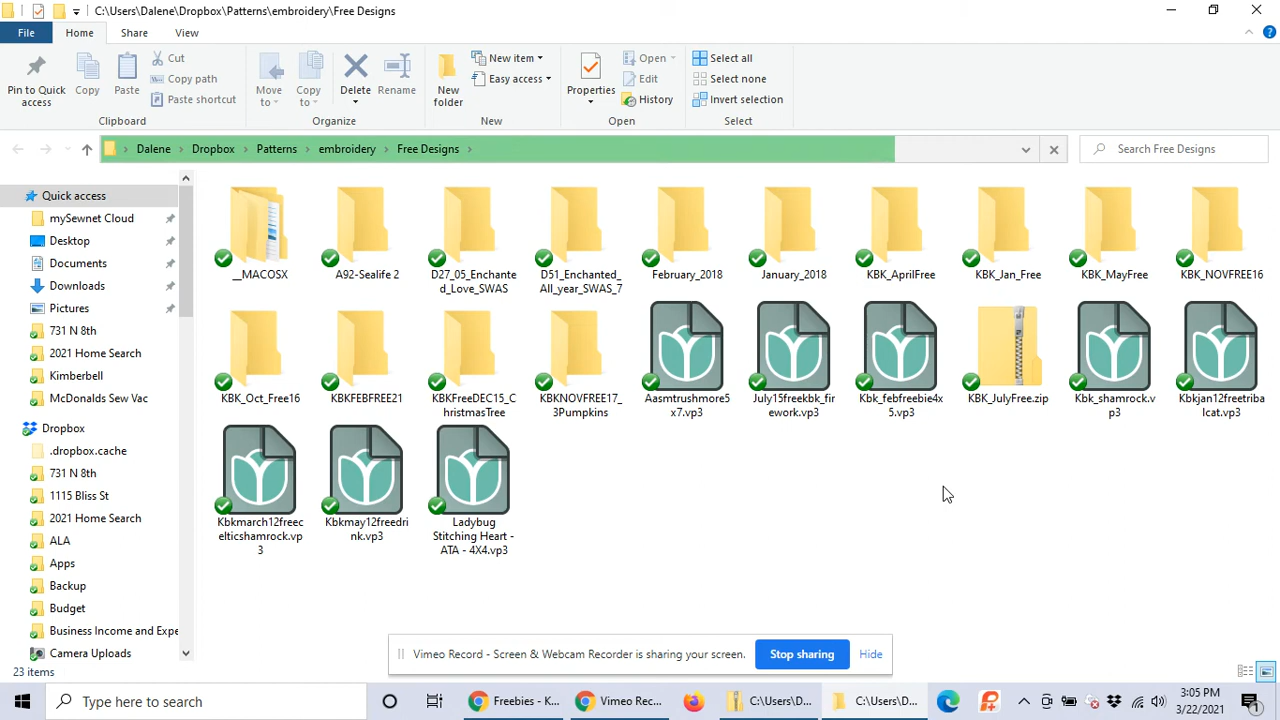 C:\Users\Dalene\Dropbox\Patterns\embroidery\Free Designs
File Home Share View
Pin to Quick access
Copy
Paste
Cut
Copy path
Paste shortcut
Clipboard
Move to
Copy to
Delete
Rename
Organize
New folder
New item
Easy access
New
Properties
Open
Edit
History
Open
Select all
Select none
Invert selection
Select
Dalene > Dropbox > Patterns > embroidery > Free Designs >
Search Free Designs
Quick access
mySewnet Cloud
Desktop
Documents
Downloads
Pictures
731 N 8th
2021 Home Search
Kimberbell
McDonalds Sew Vac
Dropbox
.dropbox.cache
731 N 8th
1115 Bliss St
2021 Home Search
ALA
Apps
Backup
Budget
Business Income and Expe
Camera Uploads
__MACOSX
A92-Sealife 2
D27_05_Enchante
d_Love_SWAS
D51_Enchanted_
All_year_SWAS_7
February_2018
January_2018
KBK_AprilFree
KBK_Jan_Free
KBK_MayFree
KBK_NOVFREE16
KBK_Oct_Free16
KBKFEBFREE21
KBKFreeDEC15_C
hristmasTree
KBKNOVFREE17_
3Pumpkins
Aasmtrushmore5
x7.vp3
July15freekbk_fir
ework.vp3
Kbk_febfreebie4x
5.vp3
KBK_JulyFree.zip
Kbk_shamrock.v
p3
Kbkjan12freetriba
lcat.vp3
Kbkmarch12freec
elticshamrock.vp
3
Kbkmay12freedri
nk.vp3
Ladybug
Stitching Heart -
ATA - 4X4.vp3
Vimeo Record - Screen & Webcam Recorder is sharing your screen.
Stop sharing
Hide
23 items
Type here to search
Freebies - K...
Vimeo Rec...
C:\Users\D...
C:\Users\D...
3:05 PM
3/22/2021
1